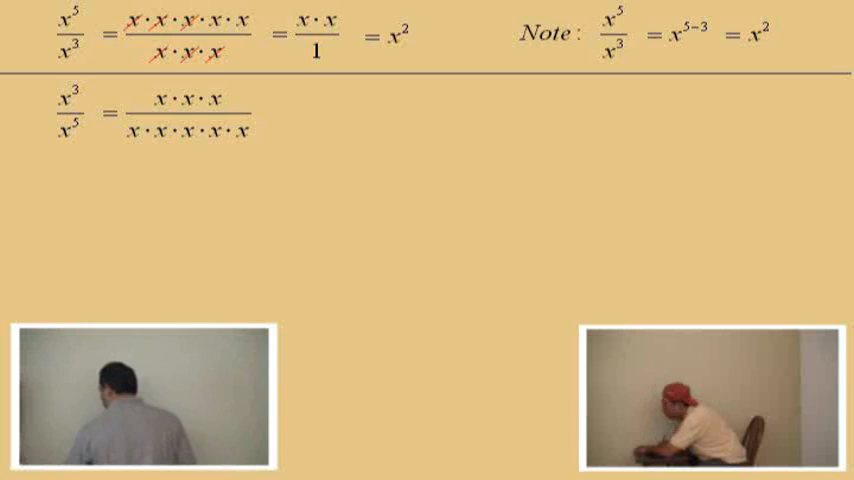 x^5/x^3 = x·x·x·x·x/x·x·x = x·x/1 = x^2 Note: x^5/x^3 = x^5-3 = x^2
x^3/x^5 = x·x·x/x·x·x·x·x